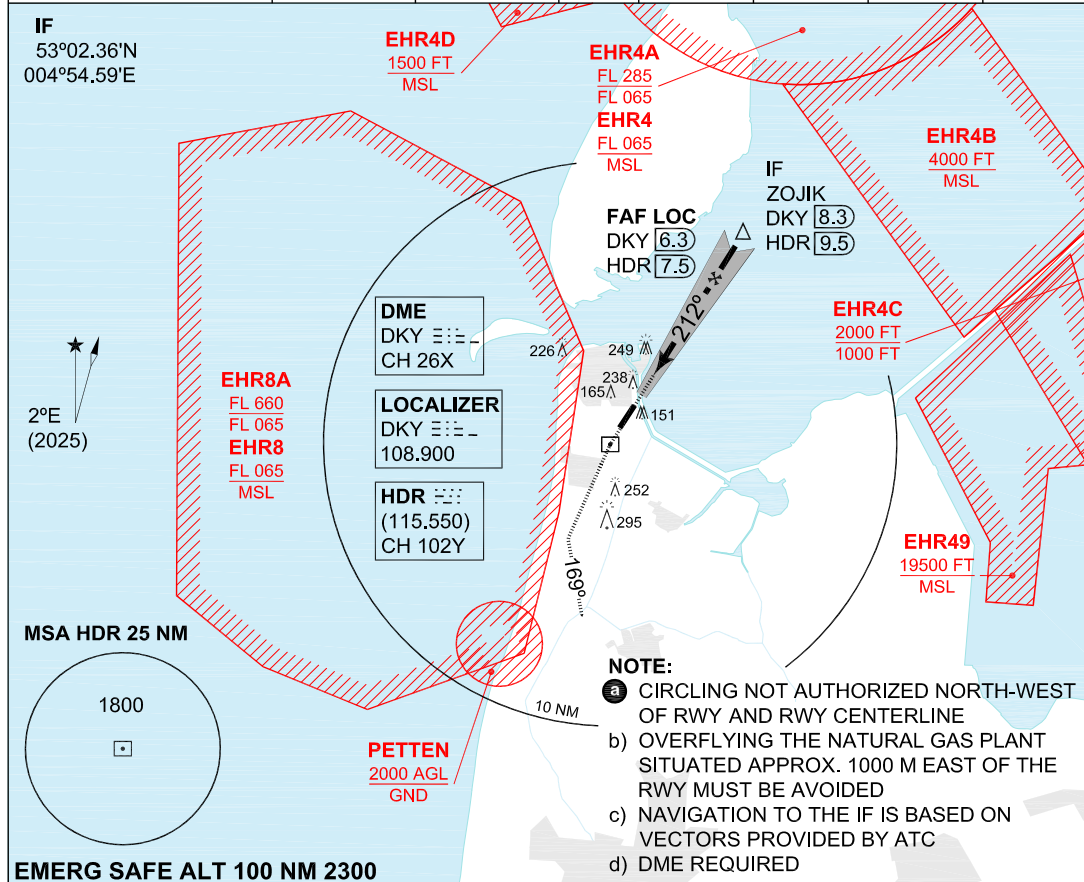 IF
53º02.36'N
004º54.59'E
EHR4D
1500 FT
MSL
EHR4A
FL 285
FL 065
EHR4
FL 065
MSL
EHR4B
4000 FT
MSL
IF
ZOJIK
DKY 8.3
HDR 9.5
FAF LOC
DKY 6.3
HDR 7.5
212º
EHR4C
2000 FT
1000 FT
DME
DKY
CH 26X
LOCALIZER
DKY
108.900
HDR
(115.550)
CH 102Y
226
249
238
165
151
252
295
2ºE
(2025)
EHR8A
FL 660
FL 065
EHR8
FL 065
MSL
169º
EHR49
19500 FT
MSL
MSA HDR 25 NM
1800
10 NM
PETTEN
2000 AGL
GND
NOTE:
a CIRCLING NOT AUTHORIZED NORTH-WEST
OF RWY AND RWY CENTERLINE
b) OVERFLYING THE NATURAL GAS PLANT
SITUATED APPROX. 1000 M EAST OF THE
RWY MUST BE AVOIDED
c) NAVIGATION TO THE IF IS BASED ON
VECTORS PROVIDED BY ATC
d) DME REQUIRED
EMERG SAFE ALT 100 NM 2300